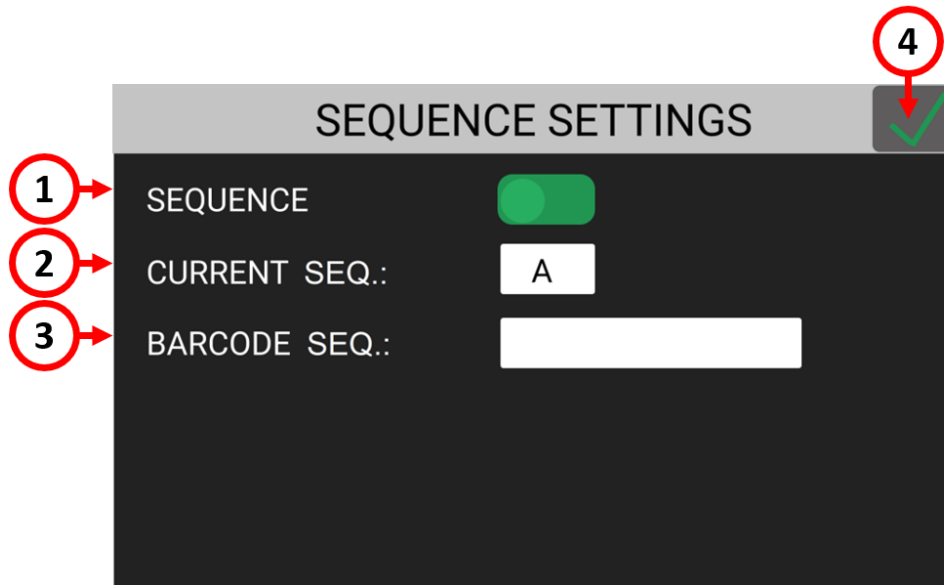 4
SEQUENCE SETTINGS
1 SEQUENCE
2 CURRENT SEQ.: A
3 BARCODE SEQ.: